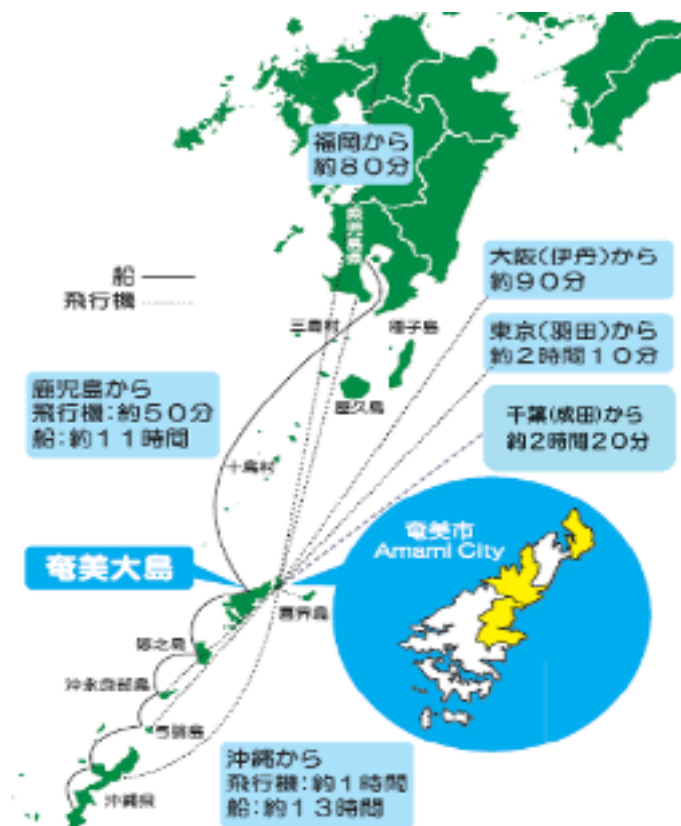 福岡から
約80分
鹿児島県
船
飛行機
大阪(伊丹)から
約90分
三島村
種子島
東京(羽田)から
約2時間10分
屋久島
鹿児島から
飛行機:約50分
船:約11時間
千葉(成田)から
約2時間20分
十島村
奄美市
Amami City
奄美大島
喜界島
徳之島
沖永良部島
与論島
沖縄から
飛行機:約1時間
船:約13時間
沖縄県